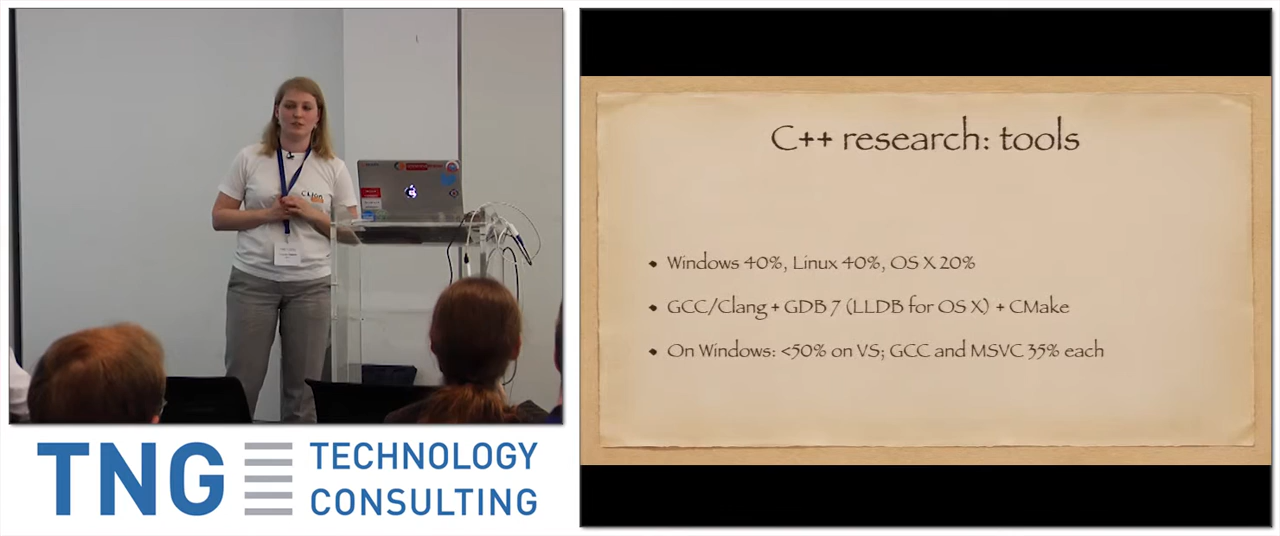 CLion
TNG TECHNOLOGY
CONSULTING
C++ research: tools
• Windows 40%, Linux 40%, OS X 20%
• GCC/Clang + GDB 7 (LLDB for OS X) + CMake
• On Windows: <50% on VS; GCC and MSVC 35% each